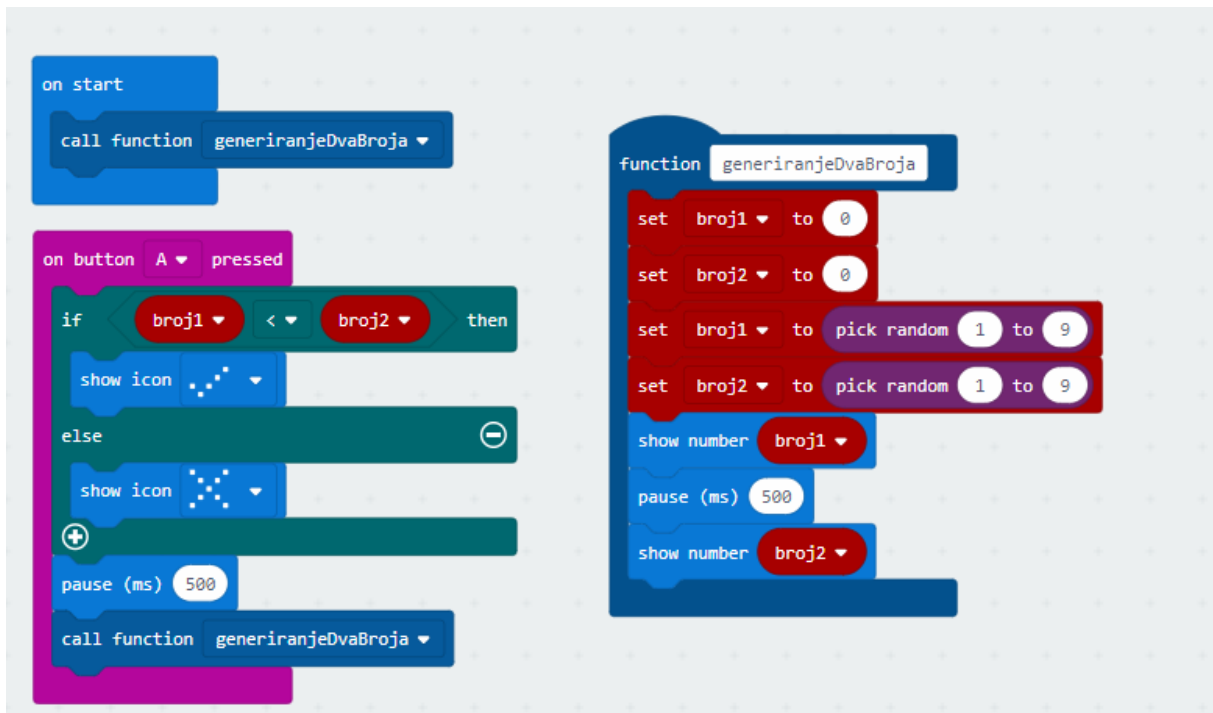 on start
call function generiranjeDvaBroja
on button A pressed
if broj1 < broj2 then
show icon
else
show icon
pause (ms) 500
call function generiranjeDvaBroja
function generiranjeDvaBroja
set broj1 to 0
set broj2 to 0
set broj1 to pick random 1 to 9
set broj2 to pick random 1 to 9
show number broj1
pause (ms) 500
show number broj2